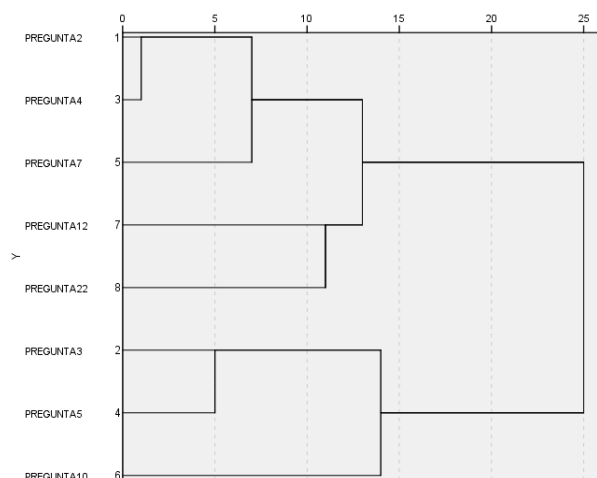 0 5 10 15 20 25
PREGUNTA2 1
PREGUNTA4 3
PREGUNTA7 5
PREGUNTA12 7
Y
PREGUNTA22 8
PREGUNTA3 2
PREGUNTA5 4
PREGUNTA10 6